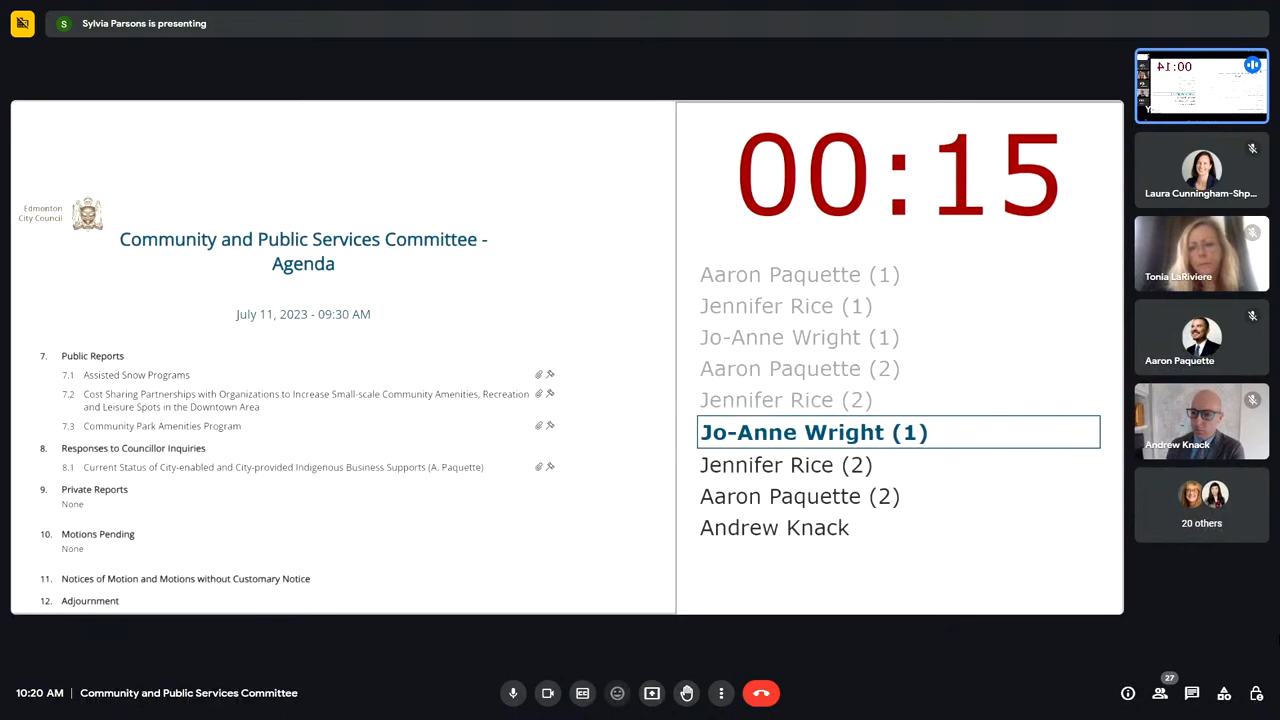 S Sylvia Parsons is presenting
Edmonton
City Council
Community and Public Services Committee -
Agenda
July 11, 2023 - 09:30 AM
7. Public Reports
7.1 Assisted Snow Programs
7.2 Cost Sharing Partnerships with Organizations to Increase Small-scale Community Amenities, Recreation
and Leisure Spots in the Downtown Area
7.3 Community Park Amenities Program
8. Responses to Councillor Inquiries
8.1 Current Status of City-enabled and City-provided Indigenous Business Supports (A. Paquette)
9. Private Reports
None
10. Motions Pending
None
11. Notices of Motion and Motions without Customary Notice
12. Adjournment
00:15
Aaron Paquette (1)
Jennifer Rice (1)
Jo-Anne Wright (1)
Aaron Paquette (2)
Jennifer Rice (2)
Jo-Anne Wright (1)
Jennifer Rice (2)
Aaron Paquette (2)
Andrew Knack
00:14
Laura Cunningham-Shp...
Tonia LaRiviere
Aaron Paquette
Andrew Knack
20 others
10:20 AM | Community and Public Services Committee
27